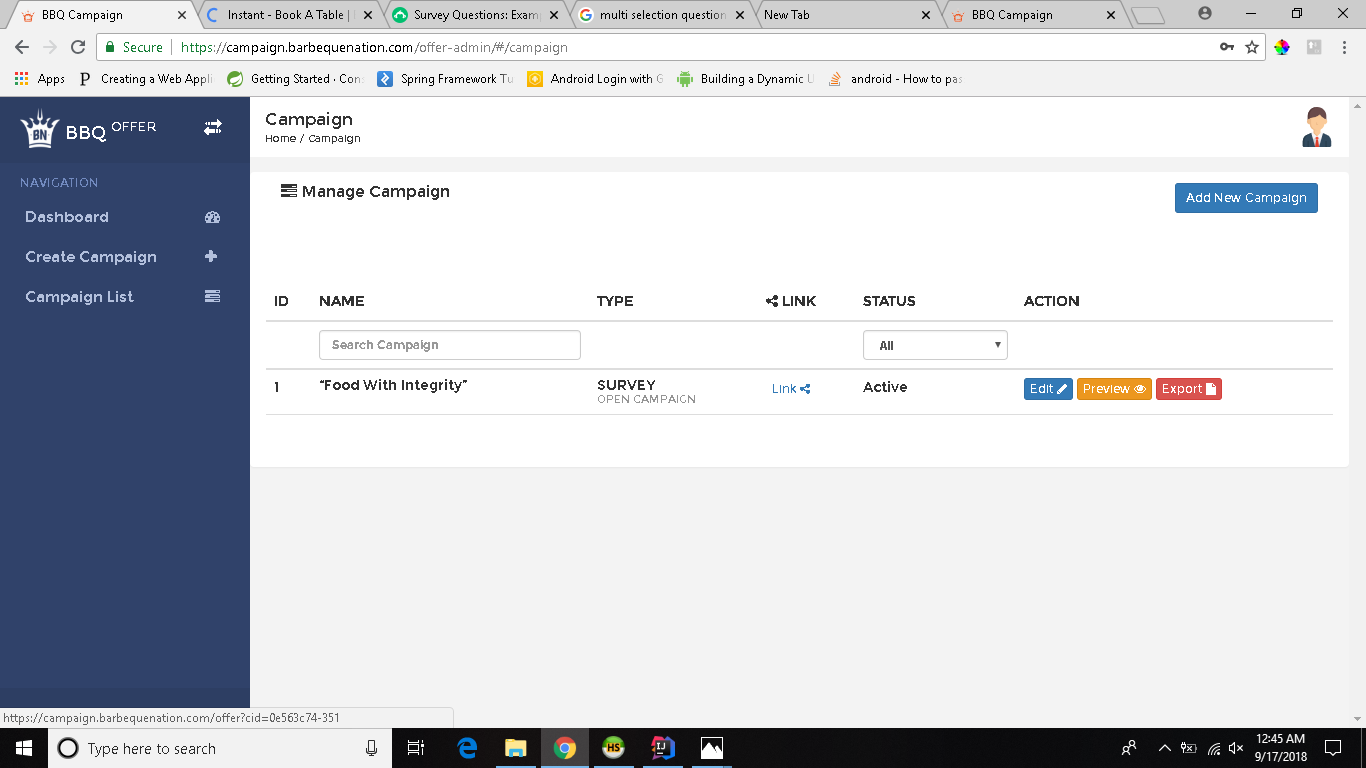 BBQ Campaign
Instant - Book A Table |
Survey Questions: Exam
multi selection question
New Tab
BBQ Campaign
Secure https://campaign.barbequenation.com/offer-admin/#/campaign
Apps Creating a Web Appli Getting Started · Con Spring Framework Tu Android Login with G Building a Dynamic U android - How to pas
BN BBQ OFFER
Campaign
Home / Campaign
NAVIGATION
Dashboard
Create Campaign
Campaign List
Manage Campaign
Add New Campaign
ID NAME TYPE LINK STATUS ACTION
Search Campaign All
1 “Food With Integrity” SURVEY Link Active Edit Preview Export
OPEN CAMPAIGN
https://campaign.barbequenation.com/offer?cid=0e563c74-351
Type here to search
HS
IJ
12:45 AM
9/17/2018